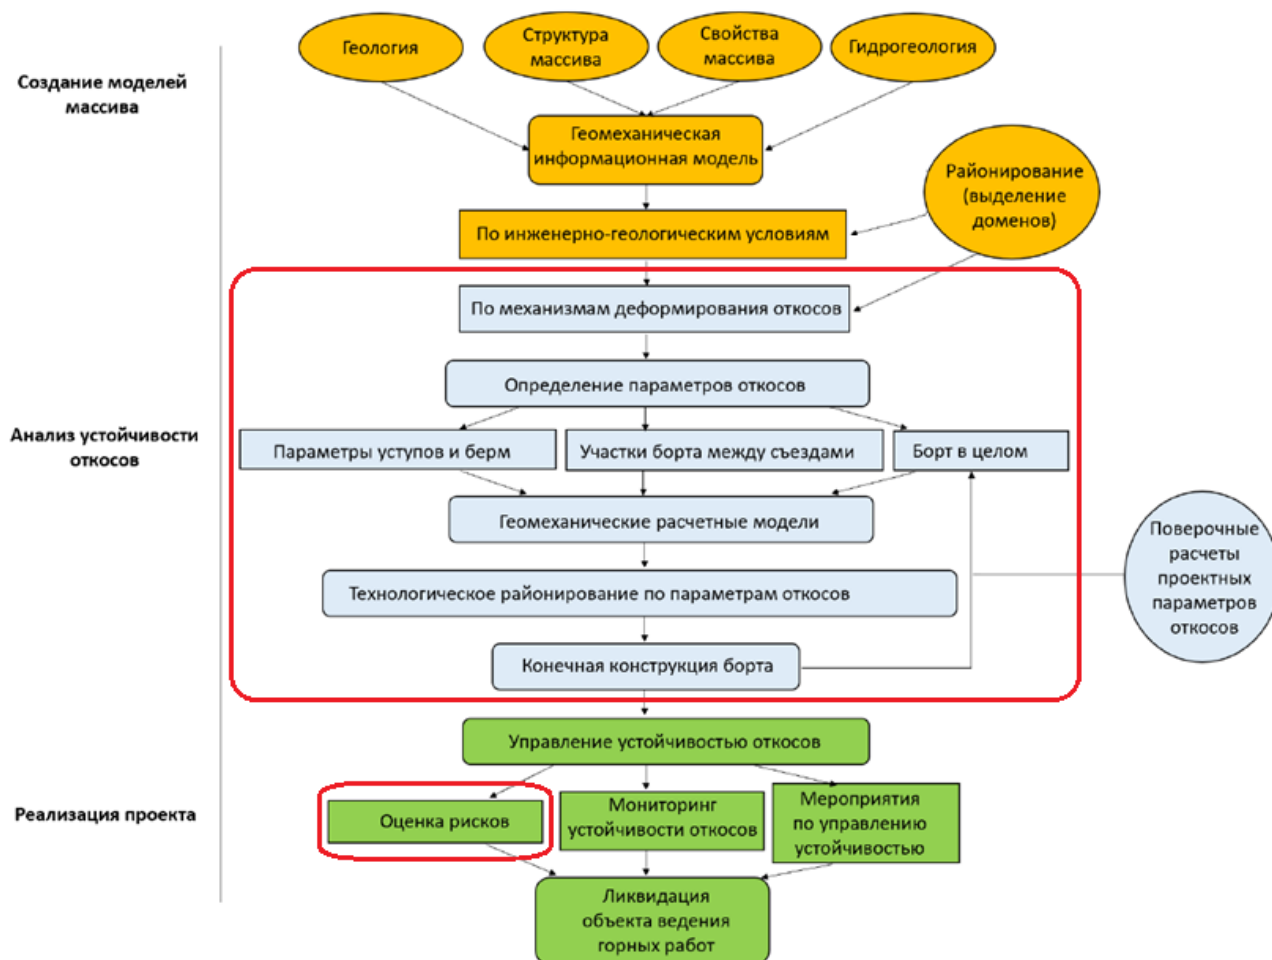 Геология
Структура
массива
Свойства
массива
Гидрогеология
Создание моделей
массива
Геомеханическая
информационная модель
Районирование
(выделение
доменов)
По инженерно-геологическим условиям
По механизмам деформирования откосов
Определение параметров откосов
Анализ устойчивости
откосов
Параметры уступов и берм
Участки борта между съездами
Борт в целом
Геомеханические расчетные модели
Поверочные
расчеты
проектных
параметров
откосов
Технологическое районирование по параметрам откосов
Конечная конструкция борта
Управление устойчивостью откосов
Реализация проекта
Оценка рисков
Мониторинг
устойчивости откосов
Мероприятия
по управлению
устойчивостью
Ликвидация
объекта ведения
горных работ